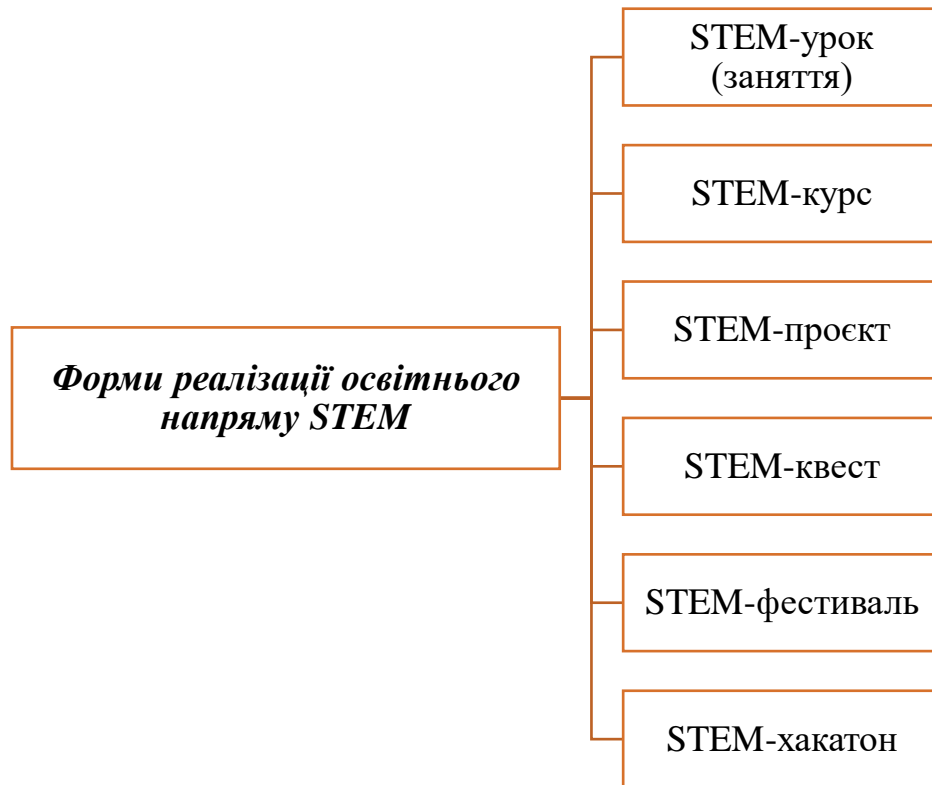 Форми реалізації освітнього
напряму STEM
STEM-урок
(заняття)
STEM-курс
STEM-проєкт
STEM-квест
STEM-фестиваль
STEM-хакатон